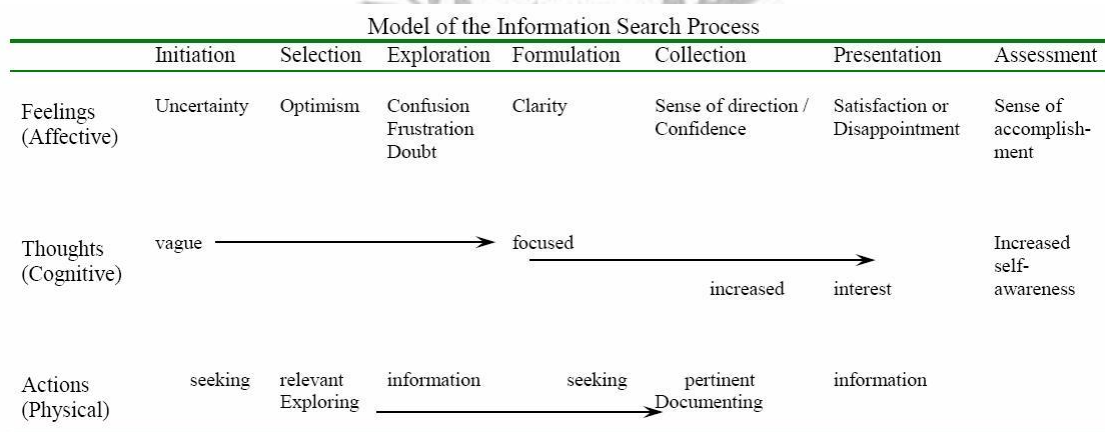 Model of the Information Search Process
Initiation Selection Exploration Formulation Collection Presentation Assessment
Feelings (Affective)
Uncertainty Optimism Confusion Frustration Doubt Clarity Sense of direction / Confidence Satisfaction or Disappointment Sense of accomplish-ment
Thoughts (Cognitive)
vague focused Increased self-awareness
increased interest
Actions (Physical)
seeking relevant information seeking pertinent information
Exploring Documenting